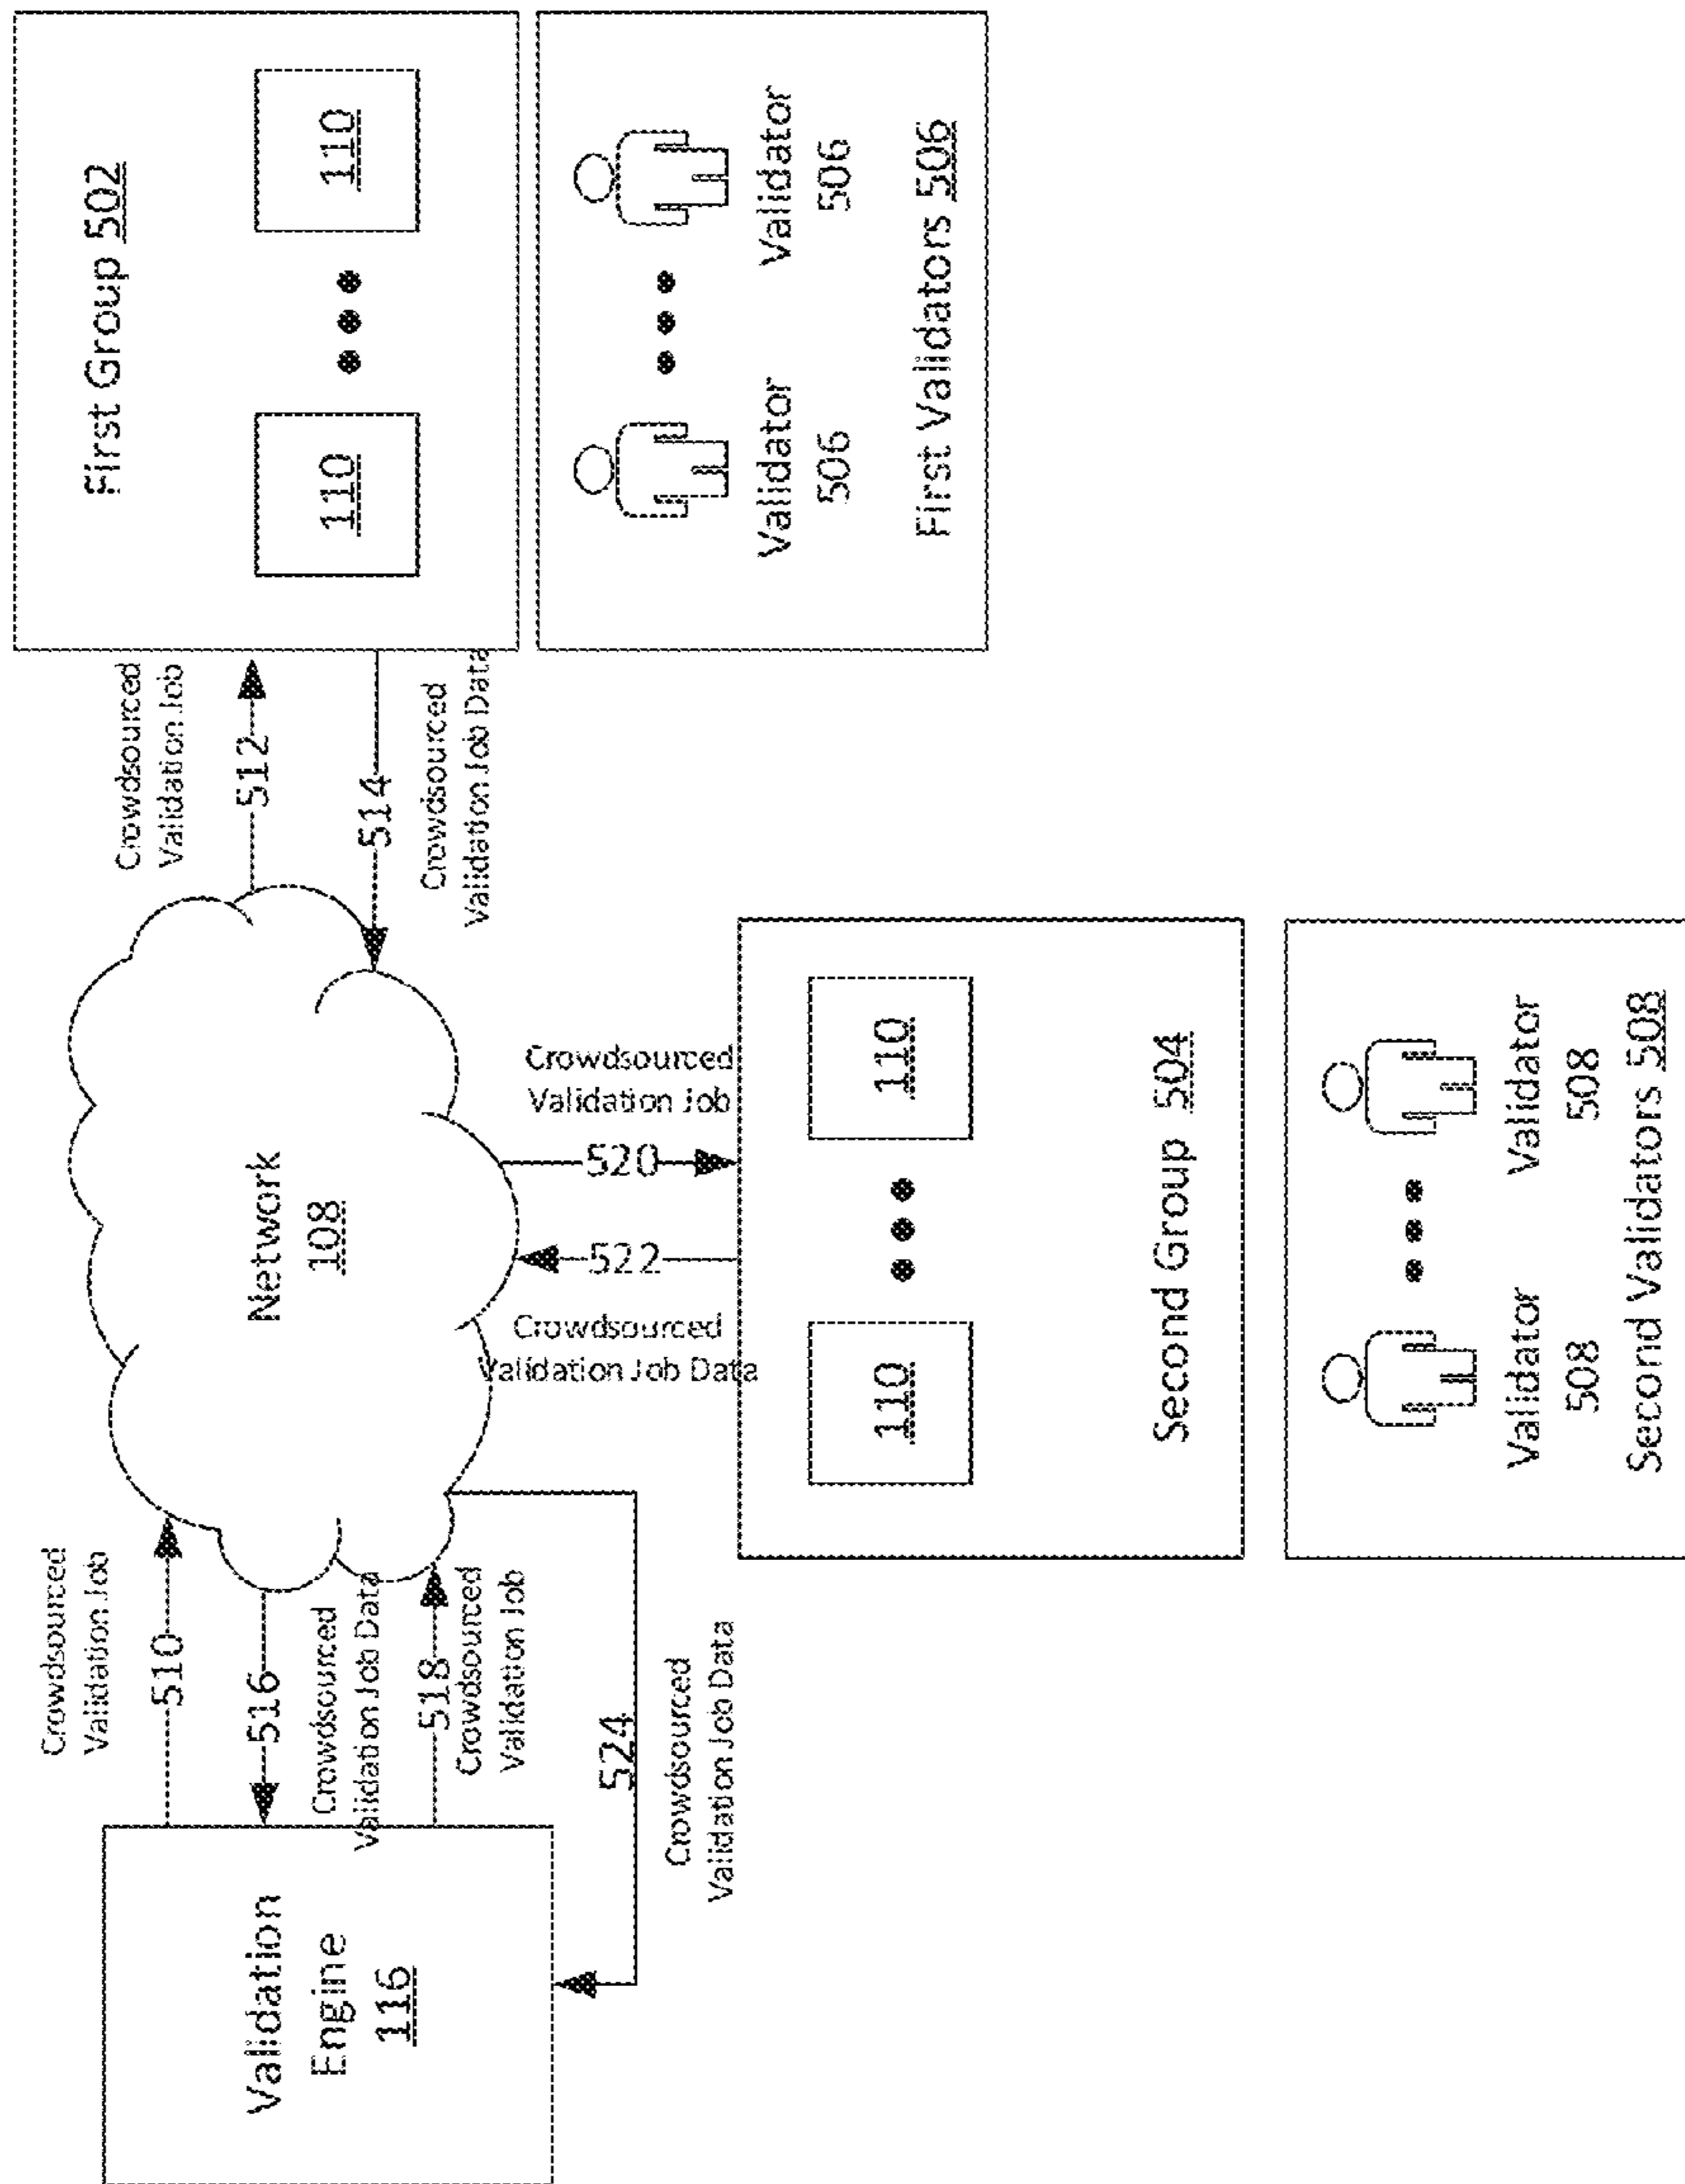 Crowdsourced
Validation Job
510
516
Crowdsourced
Validation Job Data
518
Crowdsourced
Validation Job
524
Crowdsourced
Validation Job Data
Validation
Engine
116
Network
108
Crowdsourced
Validation Job
512
514
Crowdsourced
Validation Job Data
First Group 502
110
110
Validator
506
Validator
506
First Validators 506
Crowdsourced
Validation Job
520
522
Crowdsourced
Validation Job Data
110
110
Second Group 504
Validator
508
Validator
508
Second Validators 508